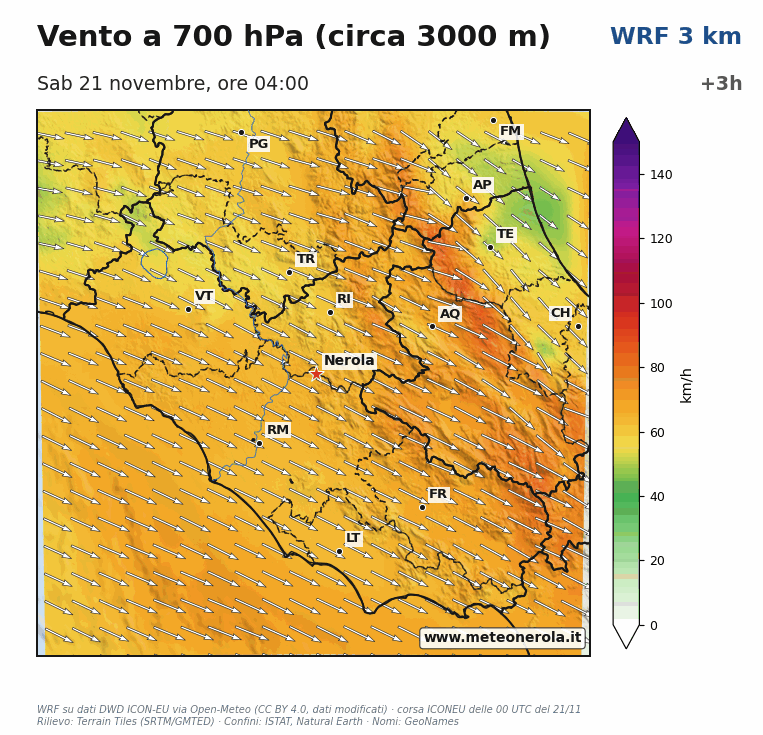 Vento a 700 hPa (circa 3000 m)
WRF 3 km
Sab 21 novembre, ore 04:00
+3h
PG
FM
AP
TE
TR
VT
RI
AQ
CH
Nerola
RM
FR
LT
www.meteonerola.it
140
120
100
80
60
40
20
0
km/h
WRF su dati DWD ICON-EU via Open-Meteo (CC BY 4.0, dati modificati) · corsa ICONEU delle 00 UTC del 21/11
Rilievo: Terrain Tiles (SRTM/GMTED) · Confini: ISTAT, Natural Earth · Nomi: GeoNames